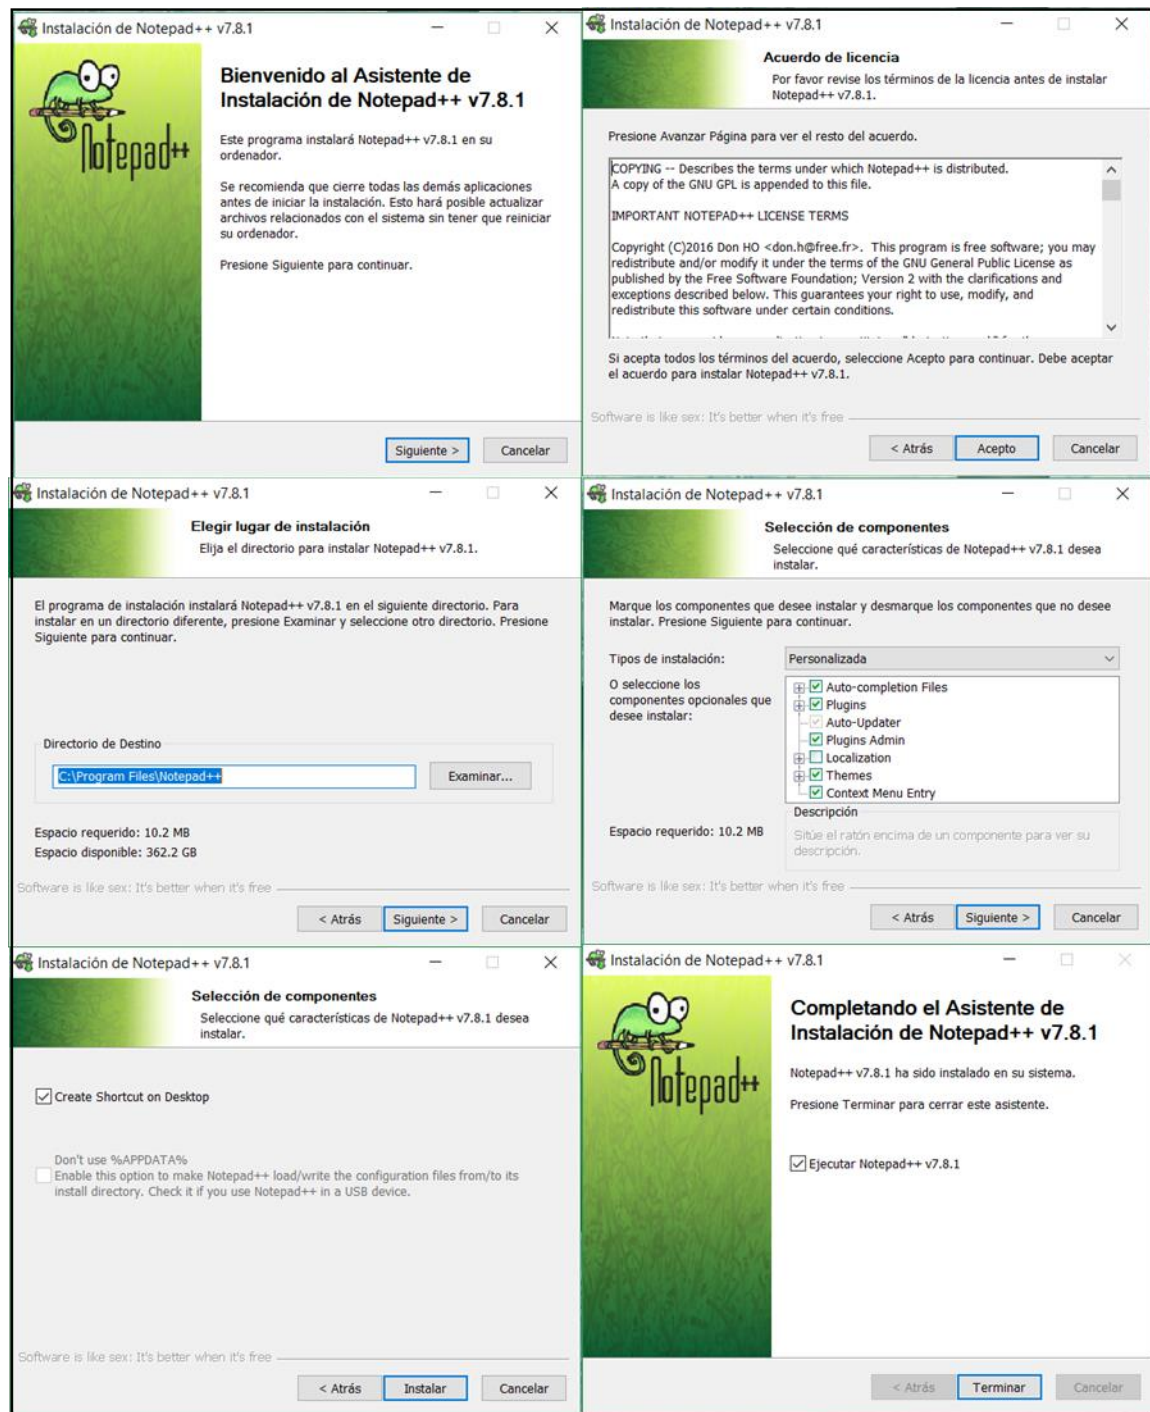 Instalación de Notepad++ v7.8.1
Notepad++
Bienvenido al Asistente de
Instalación de Notepad++ v7.8.1
Este programa instalará Notepad++ v7.8.1 en su
ordenador.
Se recomienda que cierre todas las demás aplicaciones
antes de iniciar la instalación. Esto hará posible actualizar
archivos relacionados con el sistema sin tener que reiniciar
su ordenador.
Presione Siguiente para continuar.
Siguiente >
Cancelar
Instalación de Notepad++ v7.8.1
Acuerdo de licencia
Por favor revise los términos de la licencia antes de instalar
Notepad++ v7.8.1.
Presione Avanzar Página para ver el resto del acuerdo.
COPYING -- Describes the terms under which Notepad++ is distributed.
A copy of the GNU GPL is appended to this file.
IMPORTANT NOTEPAD++ LICENSE TERMS
Copyright (C)2016 Don HO <don.h@free.fr>. This program is free software; you may
redistribute and/or modify it under the terms of the GNU General Public License as
published by the Free Software Foundation; Version 2 with the clarifications and
exceptions described below. This guarantees your right to use, modify, and
redistribute this software under certain conditions.
Si acepta todos los términos del acuerdo, seleccione Acepto para continuar. Debe aceptar
el acuerdo para instalar Notepad++ v7.8.1.
Software is like sex: It's better when it's free
< Atrás
Acepto
Cancelar
Instalación de Notepad++ v7.8.1
Elegir lugar de instalación
Elija el directorio para instalar Notepad++ v7.8.1.
El programa de instalación instalará Notepad++ v7.8.1 en el siguiente directorio. Para
instalar en un directorio diferente, presione Examinar y seleccione otro directorio. Presione
Siguiente para continuar.
Directorio de Destino
C:\Program Files\Notepad++
Examinar...
Espacio requerido: 10.2 MB
Espacio disponible: 362.2 GB
Software is like sex: It's better when it's free
< Atrás
Siguiente >
Cancelar
Instalación de Notepad++ v7.8.1
Selección de componentes
Seleccione qué características de Notepad++ v7.8.1 desea
instalar.
Marque los componentes que desee instalar y desmarque los componentes que no desee
instalar. Presione Siguiente para continuar.
Tipos de instalación:
Personalizada
O seleccione los
componentes opcionales que
desee instalar:
Auto-completion Files
Plugins
Auto-Updater
Plugins Admin
Localization
Themes
Context Menu Entry
Espacio requerido: 10.2 MB
Descripción
Sitúe el ratón encima de un componente para ver su
descripción.
Software is like sex: It's better when it's free
< Atrás
Siguiente >
Cancelar
Instalación de Notepad++ v7.8.1
Selección de componentes
Seleccione qué características de Notepad++ v7.8.1 desea
instalar.
Create Shortcut on Desktop
Don't use %APPDATA%
Enable this option to make Notepad++ load/write the configuration files from/to its
install directory. Check it if you use Notepad++ in a USB device.
Software is like sex: It's better when it's free
< Atrás
Instalar
Cancelar
Instalación de Notepad++ v7.8.1
Notepad++
Completando el Asistente de
Instalación de Notepad++ v7.8.1
Notepad++ v7.8.1 ha sido instalado en su sistema.
Presione Terminar para cerrar este asistente.
Ejecutar Notepad++ v7.8.1
< Atrás
Terminar
Cancelar